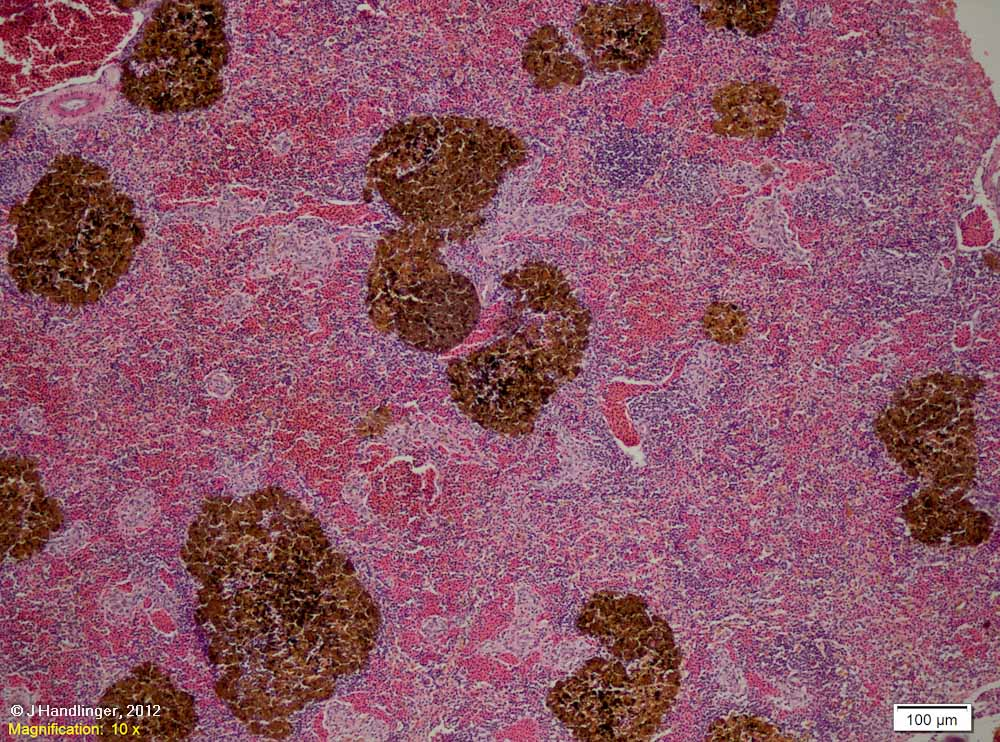 © J Handlinger, 2012
Magnification: 10 x
100 µm